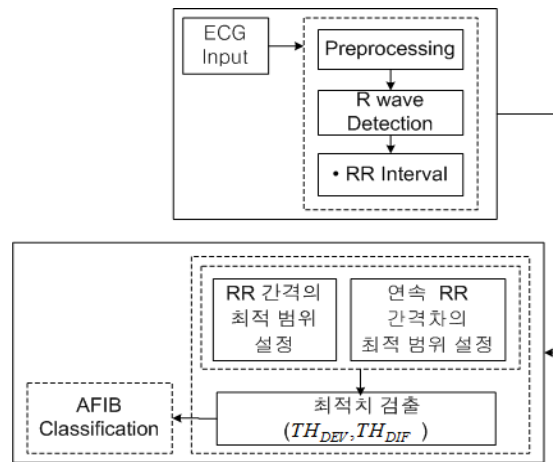 ECG
Input
Preprocessing
R wave
Detection
• RR Interval
RR 간격의
최적 범위
설정
연속 RR
간격차의
최적 범위 설정
최적치 검출
(TH_DEV,TH_DIF )
AFIB
Classification